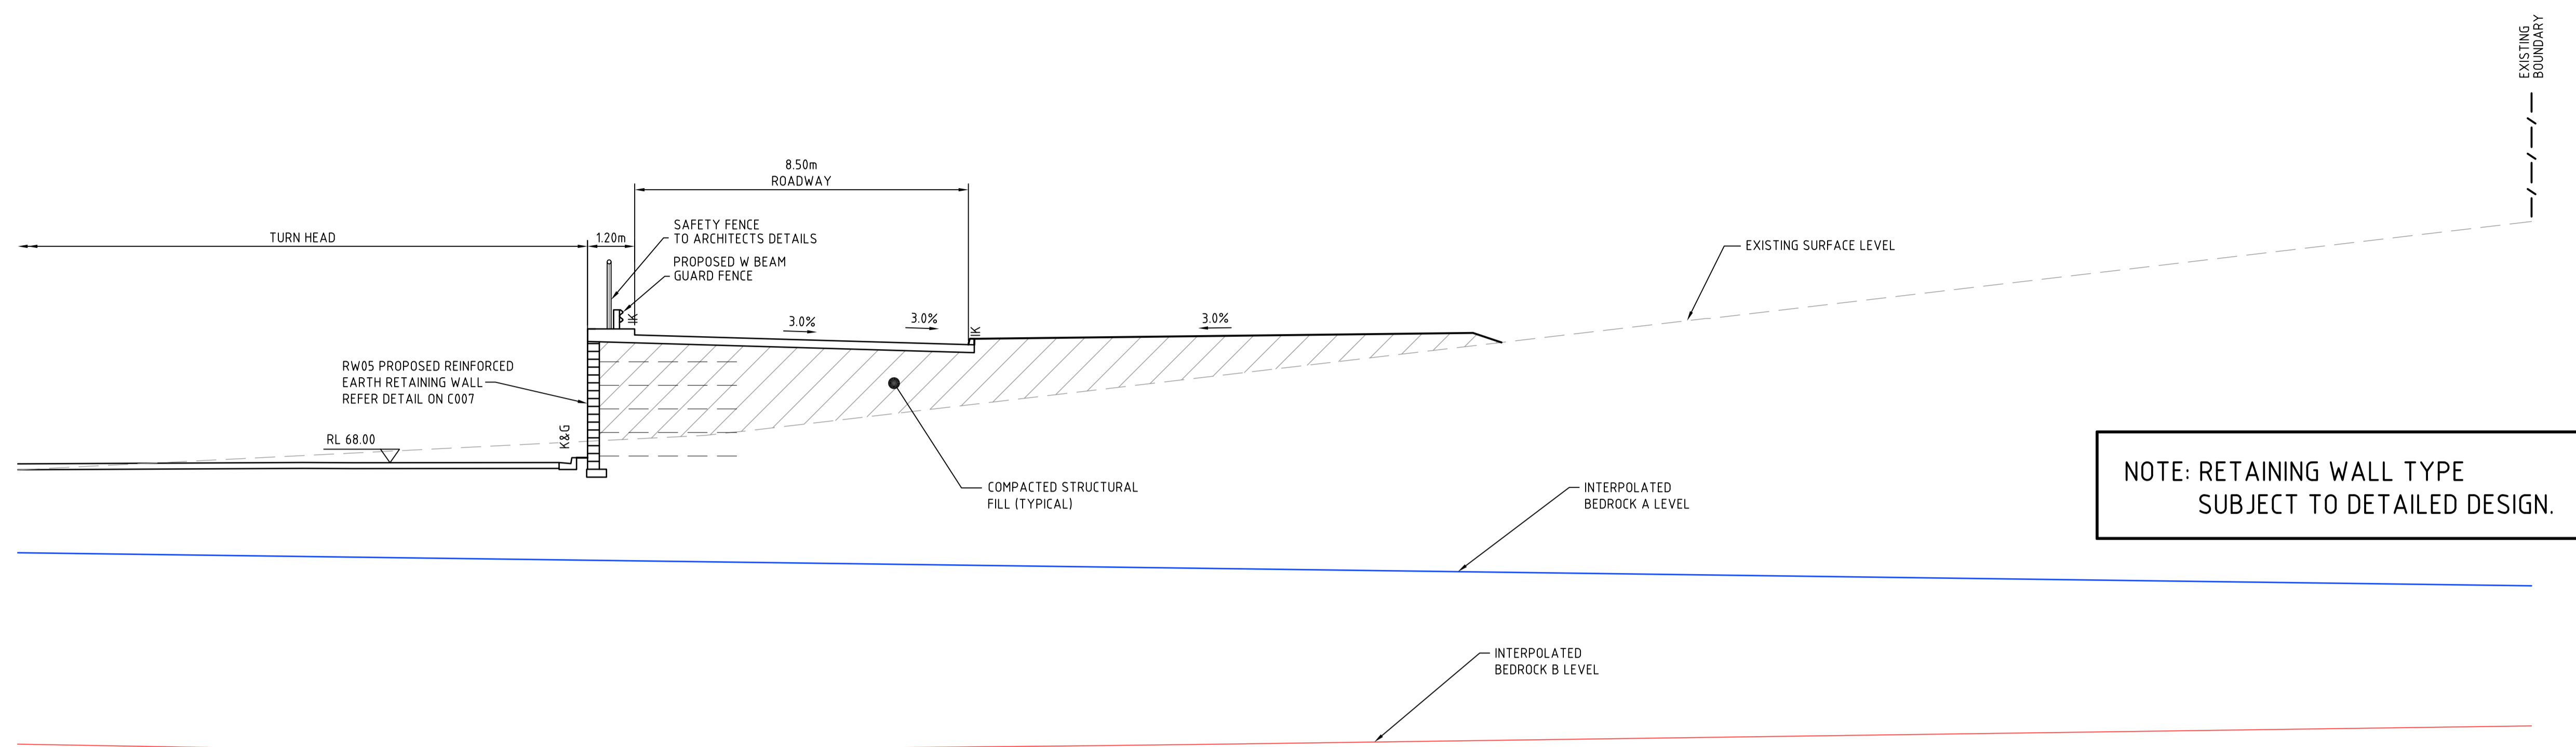 EXISTING
BOUNDARY
8.50m
ROADWAY
TURN HEAD
1.20m
SAFETY FENCE
TO ARCHITECTS DETAILS
PROPOSED W BEAM
GUARD FENCE
EXISTING SURFACE LEVEL
IK
3.0%
3.0%
IK
3.0%
RW05 PROPOSED REINFORCED
EARTH RETAINING WALL
REFER DETAIL ON C007
K&G
RL 68.00
COMPACTED STRUCTURAL
FILL (TYPICAL)
INTERPOLATED
BEDROCK A LEVEL
NOTE: RETAINING WALL TYPE
SUBJECT TO DETAILED DESIGN.
INTERPOLATED
BEDROCK B LEVEL